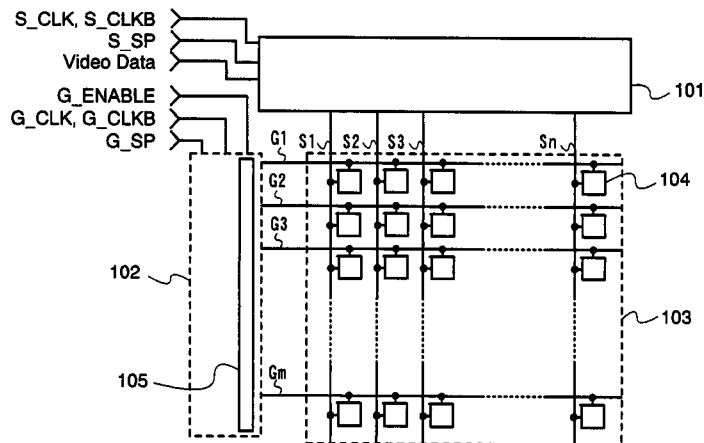 S_CLK, S_CLKB
S_SP
Video Data
G_ENABLE
G_CLK, G_CLKB
G_SP
101
S1
S2
S3
Sn
G1
G2
G3
Gm
104
102
103
105